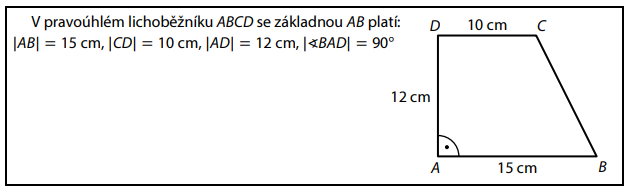 V pravoúhlém lichoběžníku ABCD se základnou AB platí:
|AB| = 15 cm, |CD| = 10 cm, |AD| = 12 cm, |∢BAD| = 90°
D 10 cm C
12 cm
A 15 cm B